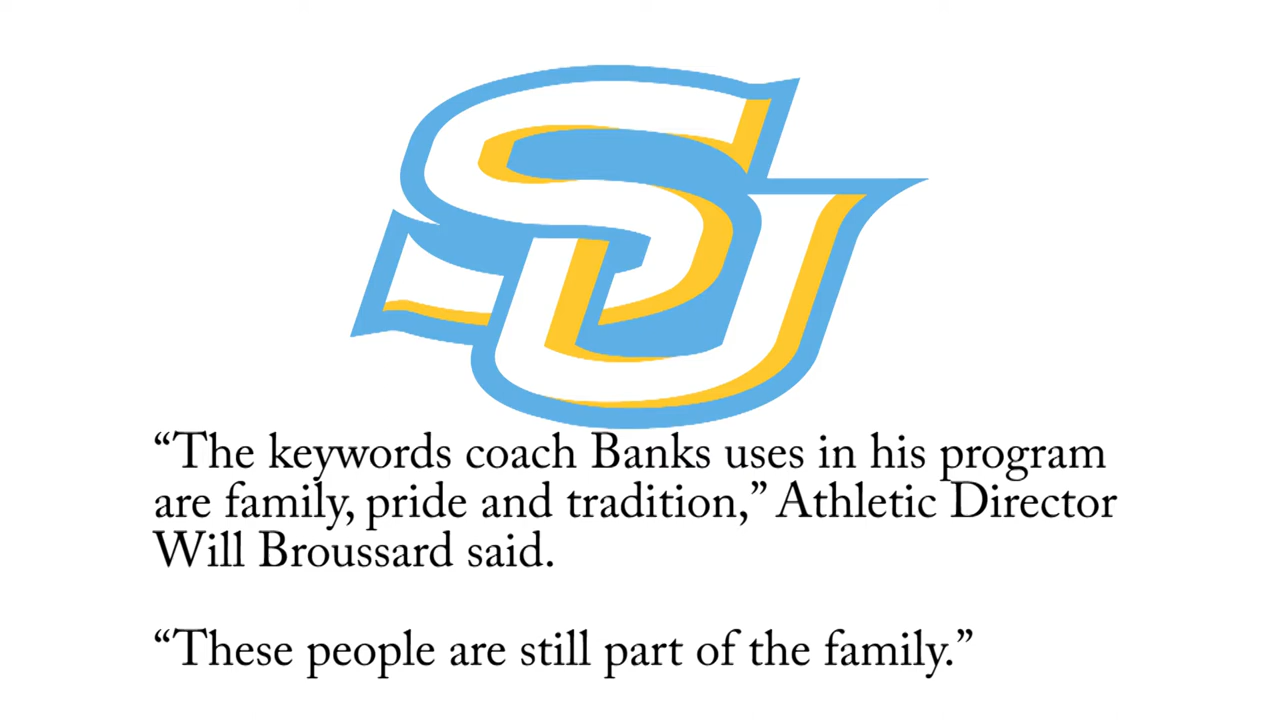 SU
“The keywords coach Banks uses in his program
are family, pride and tradition,” Athletic Director
Will Broussard said.
“These people are still part of the family.”